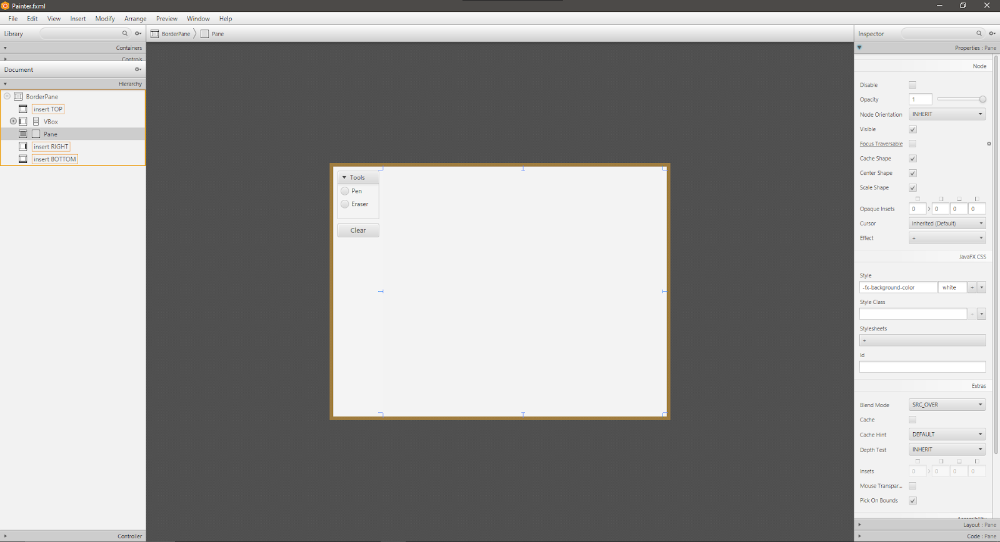 Painter.fxml
File Edit View Insert Modify Arrange Preview Window Help
Library
BorderPane Pane
Inspector
Containers
Controls
Document
Hierarchy
BorderPane
insert TOP
VBox
Pane
insert RIGHT
insert BOTTOM
Controller
Tools
Pen
Eraser
Clear
Properties : Pane
Node
Disable
Opacity 1
Node Orientation INHERIT
Visible
Focus Traversable
Cache Shape
Center Shape
Scale Shape
Opaque Insets 0 > 0 0 0
Cursor Inherited (Default)
Effect +
JavaFX CSS
Style
-fx-background-color white +
Style Class
+
Stylesheets
+
Id
Extras
Blend Mode SRC_OVER
Cache
Cache Hint DEFAULT
Depth Test INHERIT
Insets 0 > 0 0 0
Mouse Transpar...
Pick On Bounds
Accessibility
Layout : Pane
Code : Pane